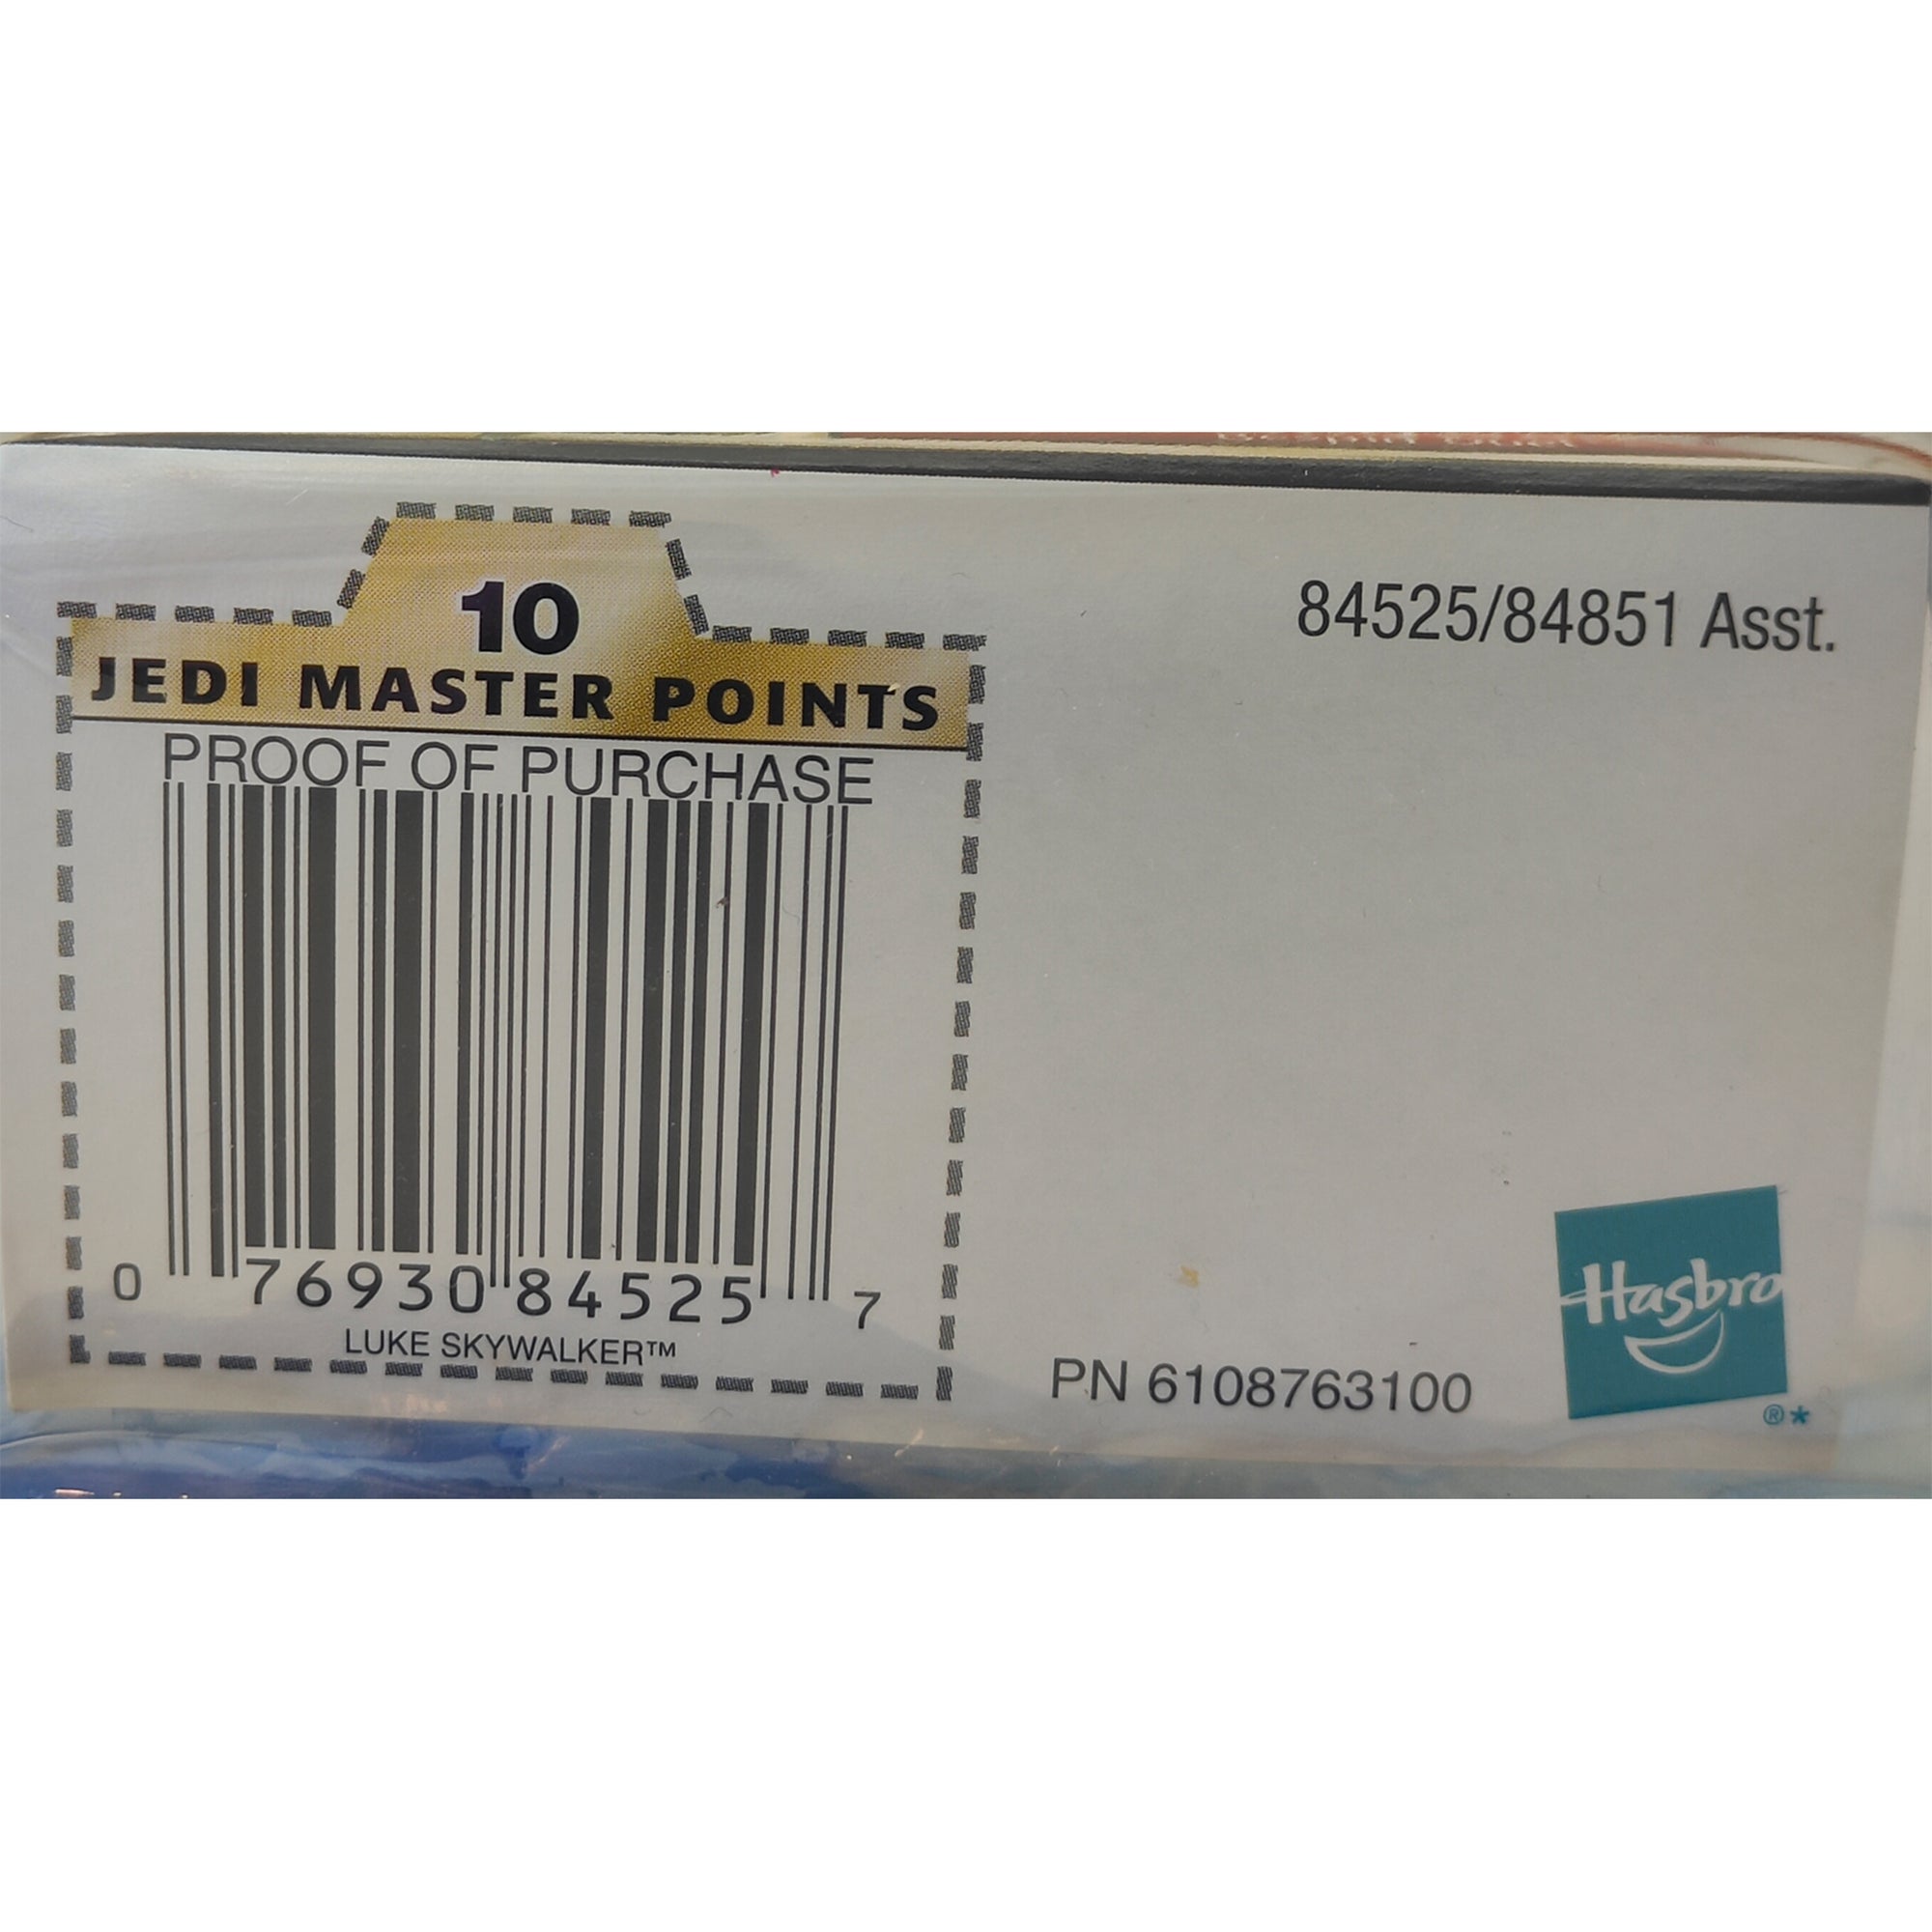 10
JEDI MASTER POINTS
PROOF OF PURCHASE
0 76930 84525 7
LUKE SKYWALKER™
84525/84851 Asst.
PN 6108763100
Hasbro
®*